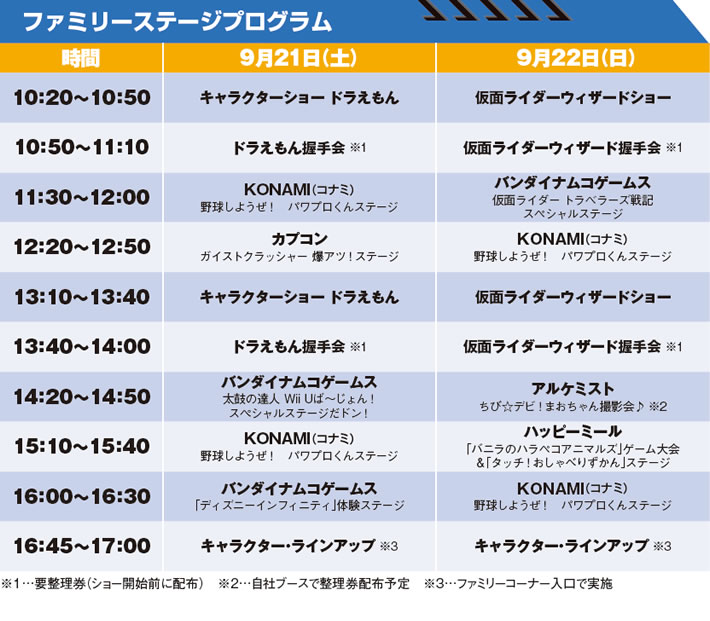 ファミリーステージプログラム
時間 9月21日(土) 9月22日(日)
10:20〜10:50 キャラクターショー ドラえもん 仮面ライダーウィザードショー
10:50〜11:10 ドラえもん握手会 ※1 仮面ライダーウィザード握手会 ※1
11:30〜12:00
KONAMI(コナミ)
野球しようぜ! パワプロくんステージ
バンダイナムコゲームス
仮面ライダー トラベラーズ戦記
スペシャルステージ
12:20〜12:50
カプコン
ガイストクラッシャー 爆アツ!ステージ
KONAMI(コナミ)
野球しようぜ! パワプロくんステージ
13:10〜13:40 キャラクターショー ドラえもん 仮面ライダーウィザードショー
13:40〜14:00 ドラえもん握手会 ※1 仮面ライダーウィザード握手会 ※1
14:20〜14:50
バンダイナムコゲームス
太鼓の達人 Wii Uば〜じょん!
スペシャルステージだドン!
アルケミスト
ちび☆デビ!まおちゃん撮影会♪ ※2
15:10〜15:40
KONAMI(コナミ)
野球しようぜ! パワプロくんステージ
ハッピーミール
「バニラのハラペコアニマルズ」ゲーム大会
&「タッチ!おしゃべりずかん」ステージ
16:00〜16:30
バンダイナムコゲームス
「ディズニーインフィニティ」体験ステージ
KONAMI(コナミ)
野球しようぜ! パワプロくんステージ
16:45〜17:00 キャラクター・ラインアップ ※3 キャラクター・ラインアップ ※3
※1…要整理券(ショー開始前に配布) ※2…自社ブースで整理券配布予定 ※3…ファミリーコーナー入口で実施